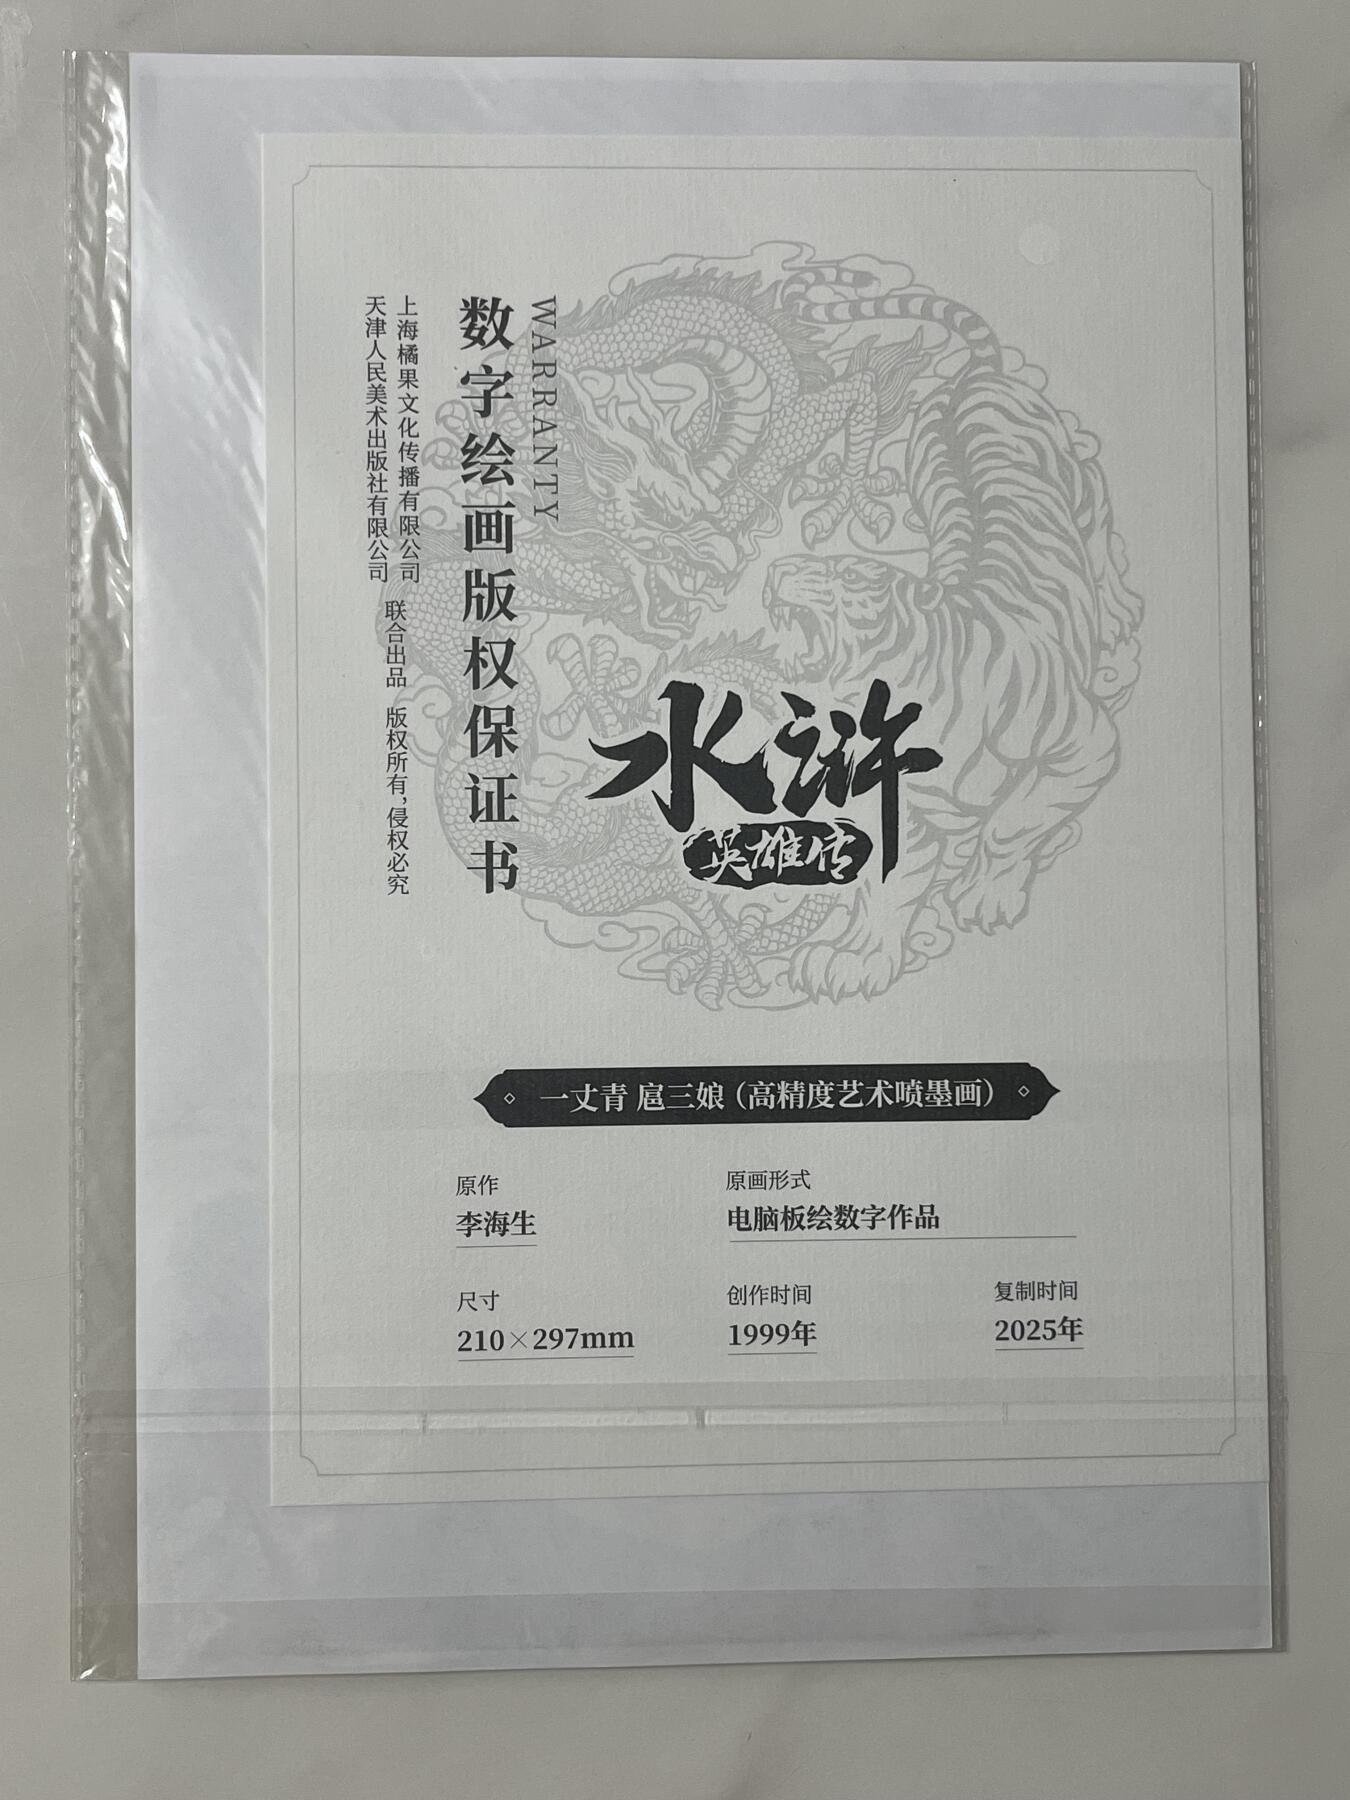 WARRANTY
数字绘画版权保证书
上海橘果文化传播有限公司
天津人民美术出版社有限公司
联合出品 版权所有,侵权必究
水浒
英雄传
一丈青 扈三娘（高精度艺术喷墨画）
原作
李海生
原画形式
电脑板绘数字作品
尺寸
210×297mm
创作时间
1999年
复制时间
2025年